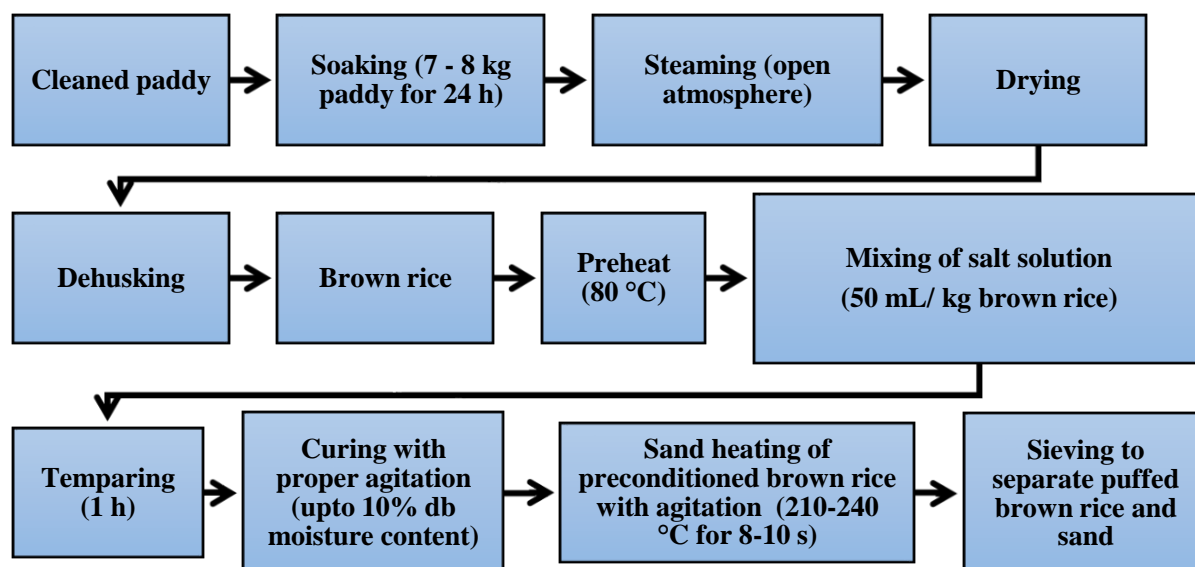 Cleaned paddy
Soaking (7 - 8 kg
paddy for 24 h)
Steaming (open
atmosphere)
Drying
Dehusking
Brown rice
Preheat
(80 °C)
Mixing of salt solution
(50 mL/ kg brown rice)
Temparing
(1 h)
Curing with
proper agitation
(upto 10% db
moisture content)
Sand heating of
preconditioned brown rice
with agitation (210-240
°C for 8-10 s)
Sieving to
separate puffed
brown rice and
sand